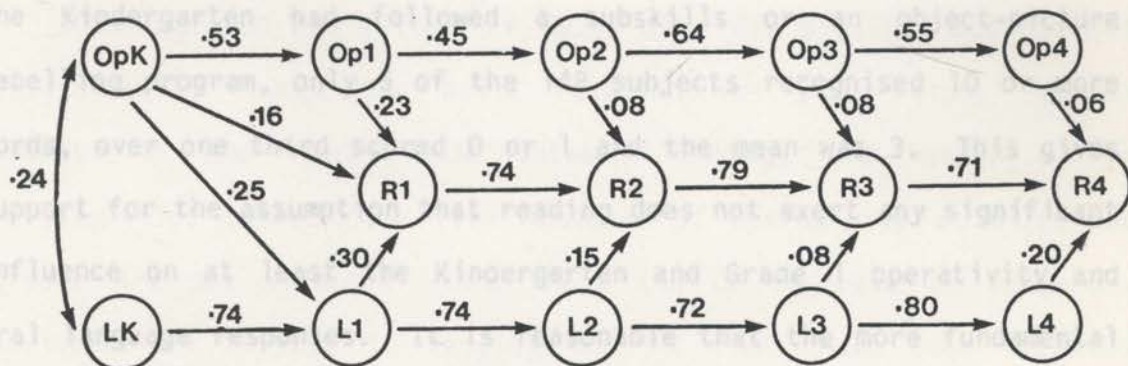 the Kindergarten had followed a subskills or an object-picture
OpK .53 Op1 .45 Op2 .64 Op3 .55 Op4
program, only of the subjects recognised 10 or more
.16 .23 .08 .08 .06
over one third scored 0 or 1 and the mean was 3. This gives
.24 R1 .74 R2 .79 R3 .71 R4
support for the assumption that reading does not exert any significant
.25
influence on at least the Kindergarten and Grade 1 operativity and
.30 .15 .08 .20
LK .74 L1 .74 L2 .72 L3 .80 L4
oral language responses. It is reasonable that the more fundamental